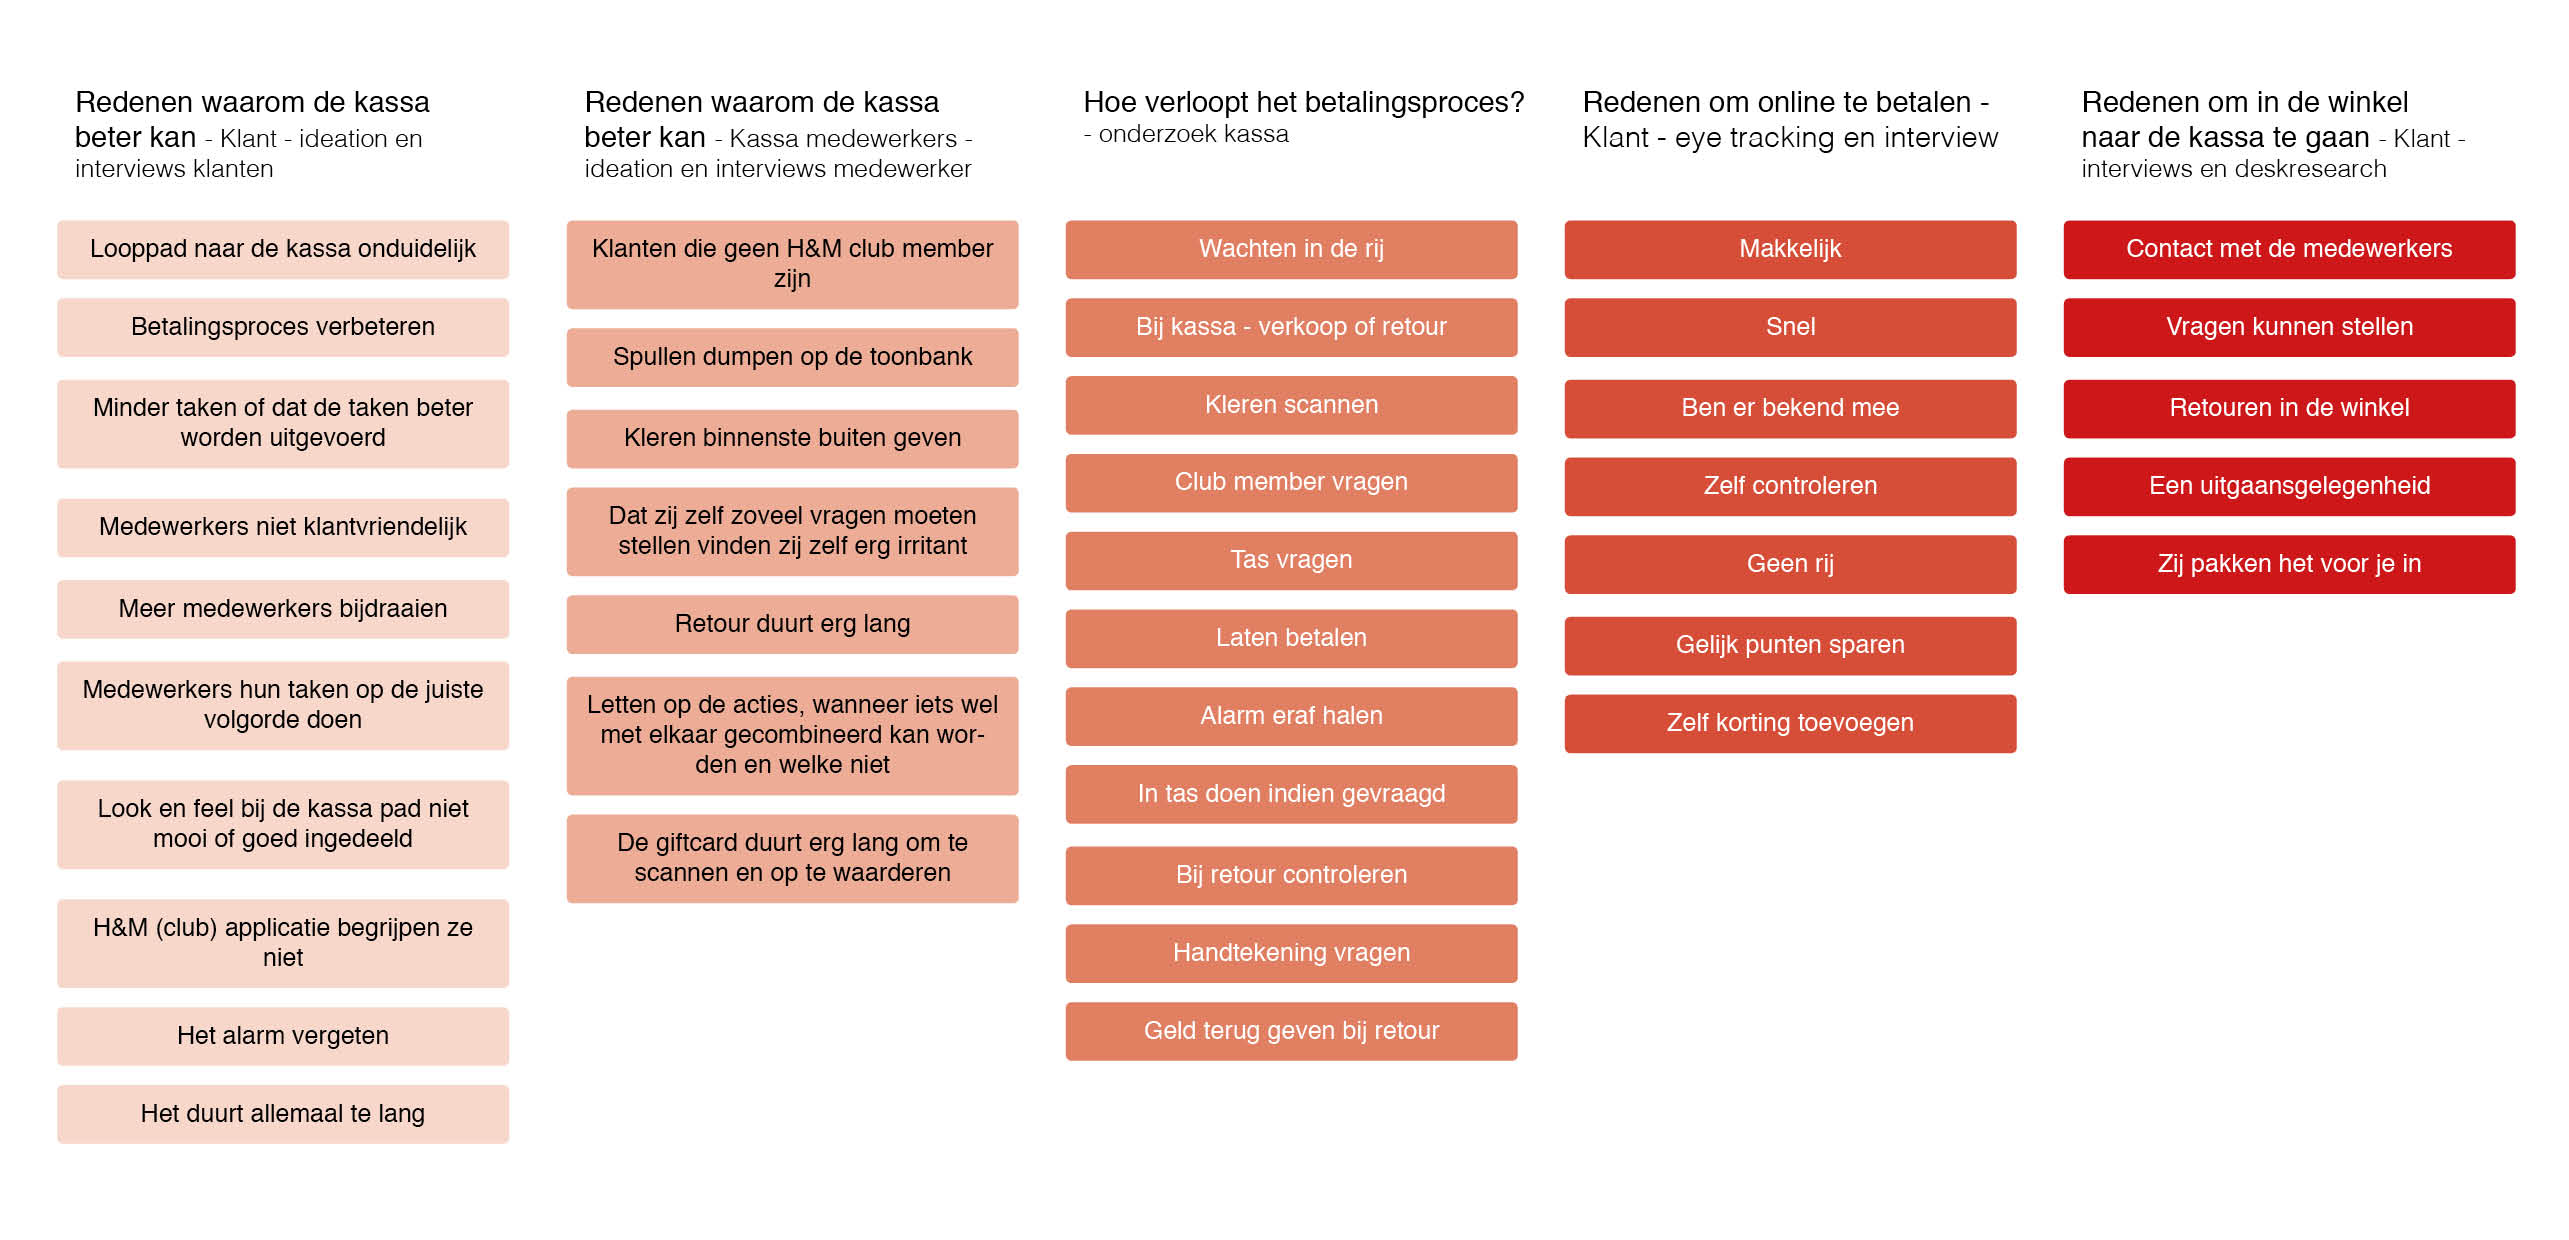 Redenen waarom de kassa
beter kan - Klant - ideation en
interviews klanten
Looppad naar de kassa onduidelijk
Betalingsproces verbeteren
Minder taken of dat de taken beter
worden uitgevoerd
Medewerkers niet klantvriendelijk
Meer medewerkers bijdraaien
Medewerkers hun taken op de juiste
volgorde doen
Look en feel bij de kassa pad niet
mooi of goed ingedeeld
H&M (club) applicatie begrijpen ze
niet
Het alarm vergeten
Het duurt allemaal te lang
Redenen waarom de kassa
beter kan - Kassa medewerkers -
ideation en interviews medewerker
Klanten die geen H&M club member
zijn
Spullen dumpen op de toonbank
Kleren binnenste buiten geven
Dat zij zelf zoveel vragen moeten
stellen vinden zij zelf erg irritant
Retour duurt erg lang
Letten op de acties, wanneer iets wel
met elkaar gecombineerd kan wor-
den en welke niet
De giftcard duurt erg lang om te
scannen en op te waarderen
Hoe verloopt het betalingsproces?
- onderzoek kassa
Wachten in de rij
Bij kassa - verkoop of retour
Kleren scannen
Club member vragen
Tas vragen
Laten betalen
Alarm eraf halen
In tas doen indien gevraagd
Bij retour controleren
Handtekening vragen
Geld terug geven bij retour
Redenen om online te betalen -
Klant - eye tracking en interview
Makkelijk
Snel
Ben er bekend mee
Zelf controleren
Geen rij
Gelijk punten sparen
Zelf korting toevoegen
Redenen om in de winkel
naar de kassa te gaan - Klant -
interviews en deskresearch
Contact met de medewerkers
Vragen kunnen stellen
Retouren in de winkel
Een uitgaansgelegenheid
Zij pakken het voor je in